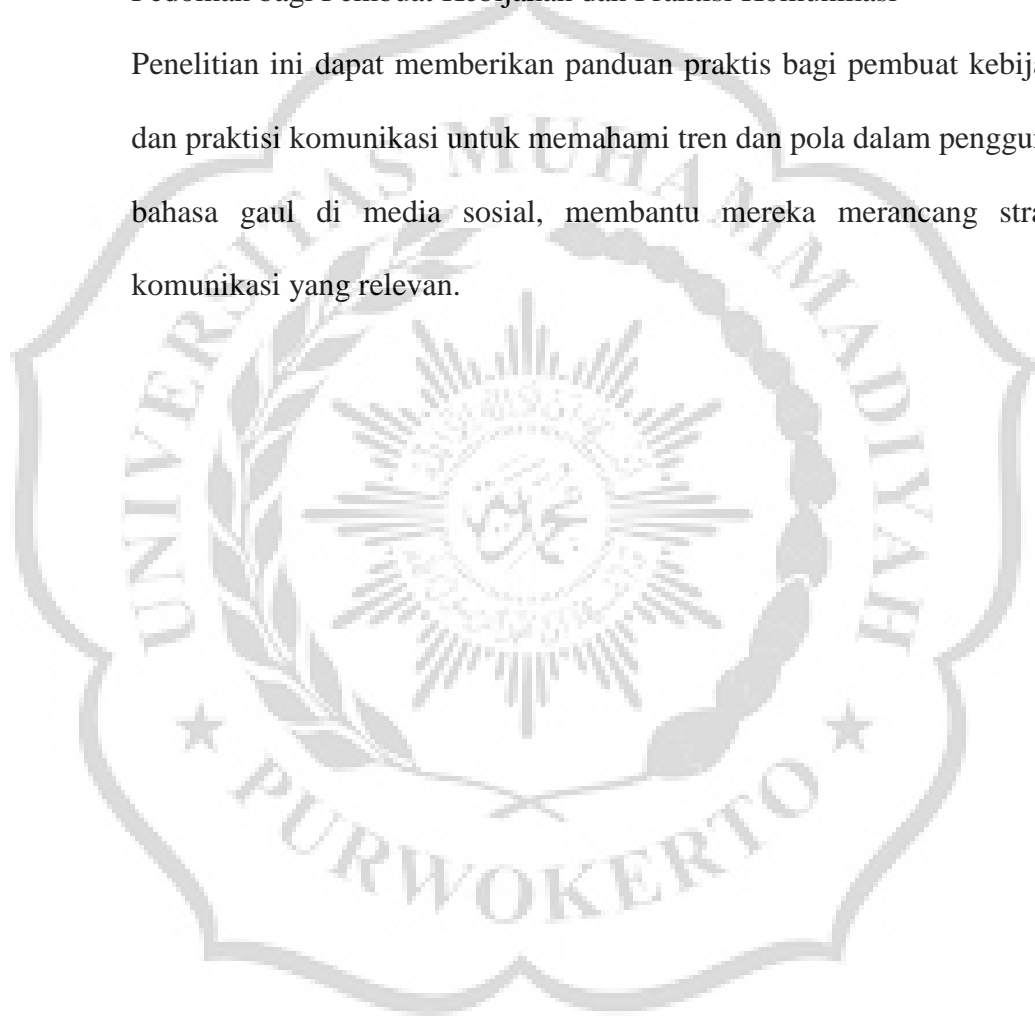 Pedoman bagi Pembuat Kebijakan dan Praktisi Komunikasi
Penelitian ini dapat memberikan panduan praktis bagi pembuat kebija
dan praktisi komunikasi untuk memahami tren dan pola dalam penggu
bahasa gaul di media sosial, membantu mereka merancang stra
komunikasi yang relevan.
UNIVERSITAS MUHAMMADIYAH
PURWOKERTO